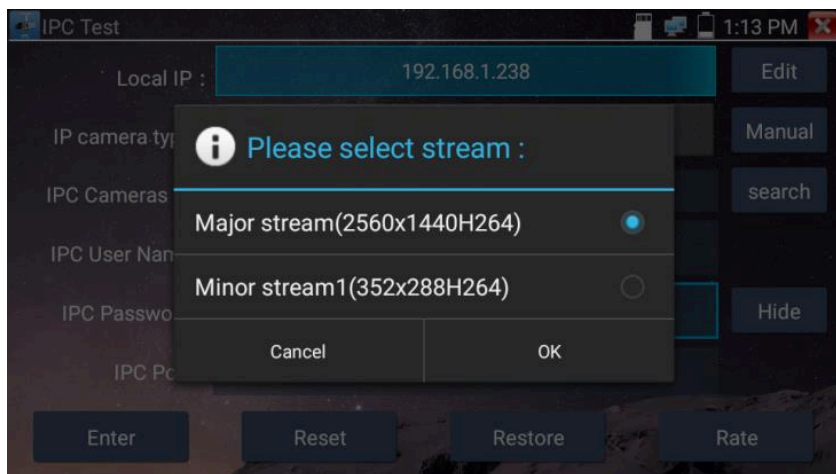 IPC Test
1:13 PM
Local IP :
192.168.1.238
Edit
IP camera typ
Manual
Please select stream :
IPC Cameras
search
Major stream(2560x1440H264)
IPC User Nam
Minor stream1(352x288H264)
IPC Passwo
Hide
Cancel
OK
IPC Po
Enter
Reset
Restore
Rate